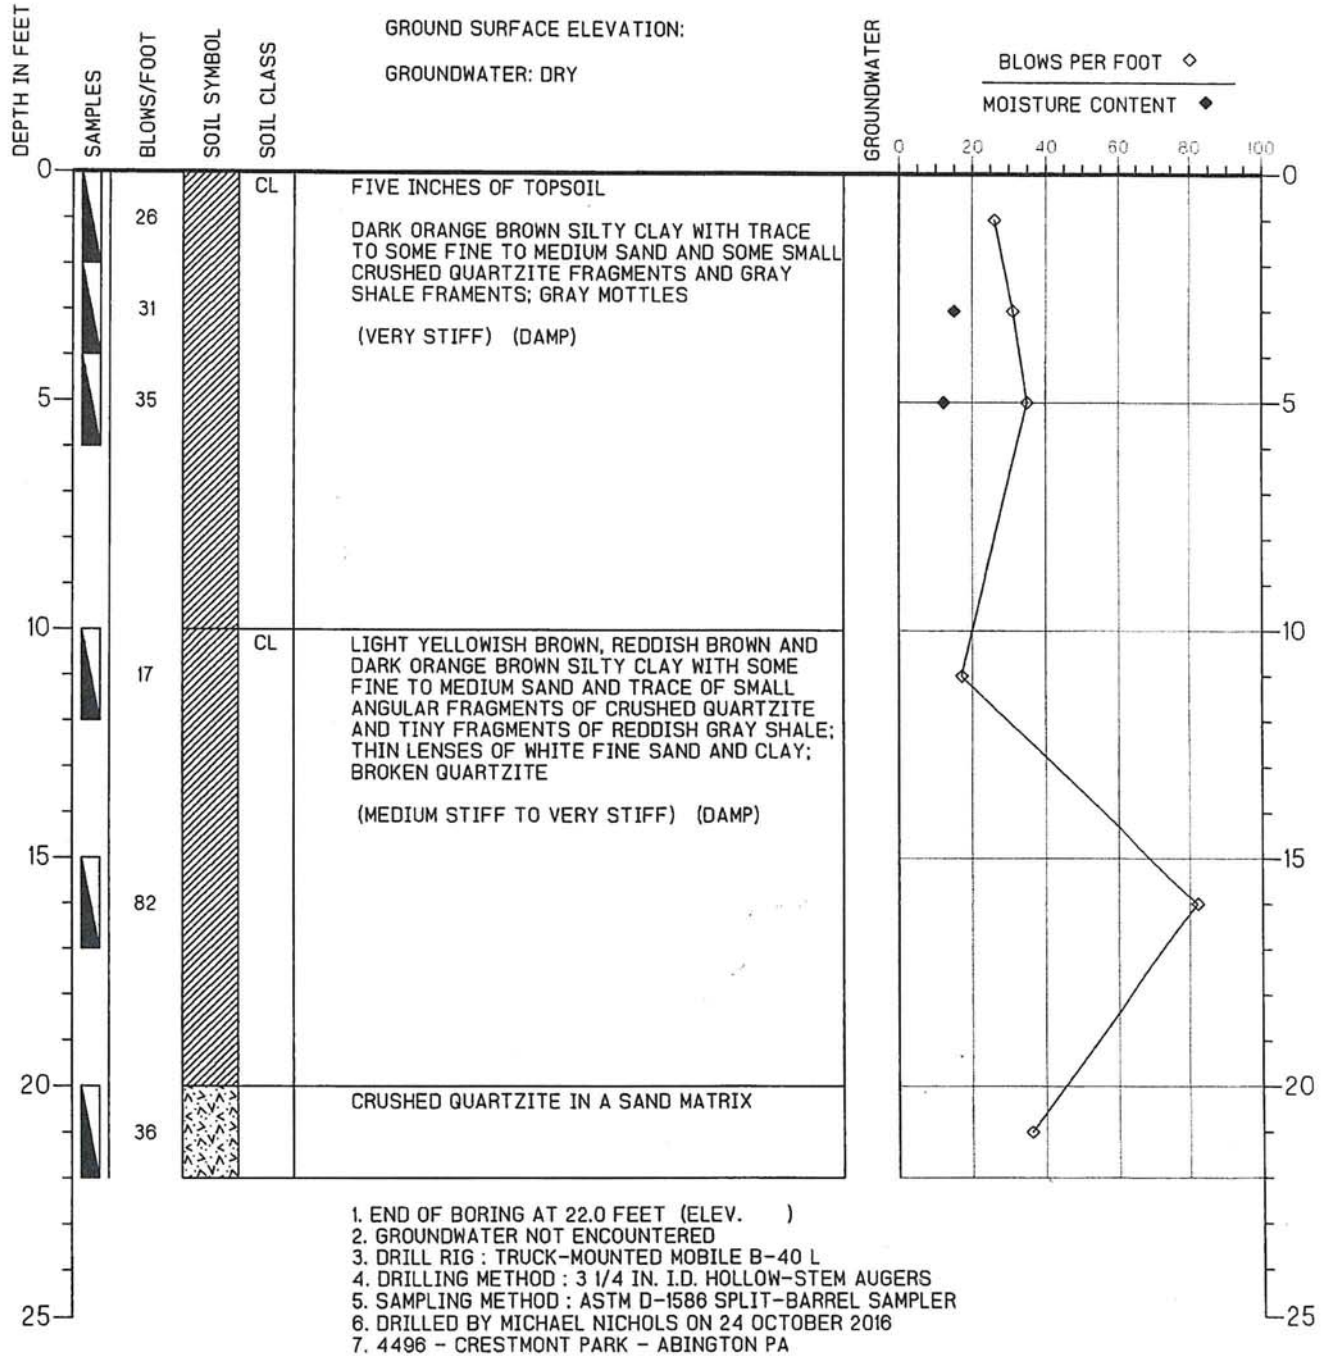 DEPTH IN FEET
SAMPLES
BLOWS/FOOT
SOIL SYMBOL
SOIL CLASS
GROUND SURFACE ELEVATION:
GROUNDWATER: DRY
GROUNDWATER
BLOWS PER FOOT
MOISTURE CONTENT
0 20 40 60 80 100
0 0
CL FIVE INCHES OF TOPSOIL
26
DARK ORANGE BROWN SILTY CLAY WITH TRACE
TO SOME FINE TO MEDIUM SAND AND SOME SMALL
CRUSHED QUARTZITE FRAGMENTS AND GRAY
SHALE FRAMENTS; GRAY MOTTLES
31
(VERY STIFF) (DAMP)
5 35 5
10 10
CL LIGHT YELLOWISH BROWN, REDDISH BROWN AND
DARK ORANGE BROWN SILTY CLAY WITH SOME
17
FINE TO MEDIUM SAND AND TRACE OF SMALL
ANGULAR FRAGMENTS OF CRUSHED QUARTZITE
AND TINY FRAGMENTS OF REDDISH GRAY SHALE;
THIN LENSES OF WHITE FINE SAND AND CLAY;
BROKEN QUARTZITE
(MEDIUM STIFF TO VERY STIFF) (DAMP)
15 15
82
20 20
CRUSHED QUARTZITE IN A SAND MATRIX
36
1. END OF BORING AT 22.0 FEET (ELEV. )
2. GROUNDWATER NOT ENCOUNTERED
3. DRILL RIG : TRUCK-MOUNTED MOBILE B-40 L
4. DRILLING METHOD : 3 1/4 IN. I.D. HOLLOW-STEM AUGERS
5. SAMPLING METHOD : ASTM D-1586 SPLIT-BARREL SAMPLER
6. DRILLED BY MICHAEL NICHOLS ON 24 OCTOBER 2016
7. 4496 - CRESTMONT PARK - ABINGTON PA
25 25